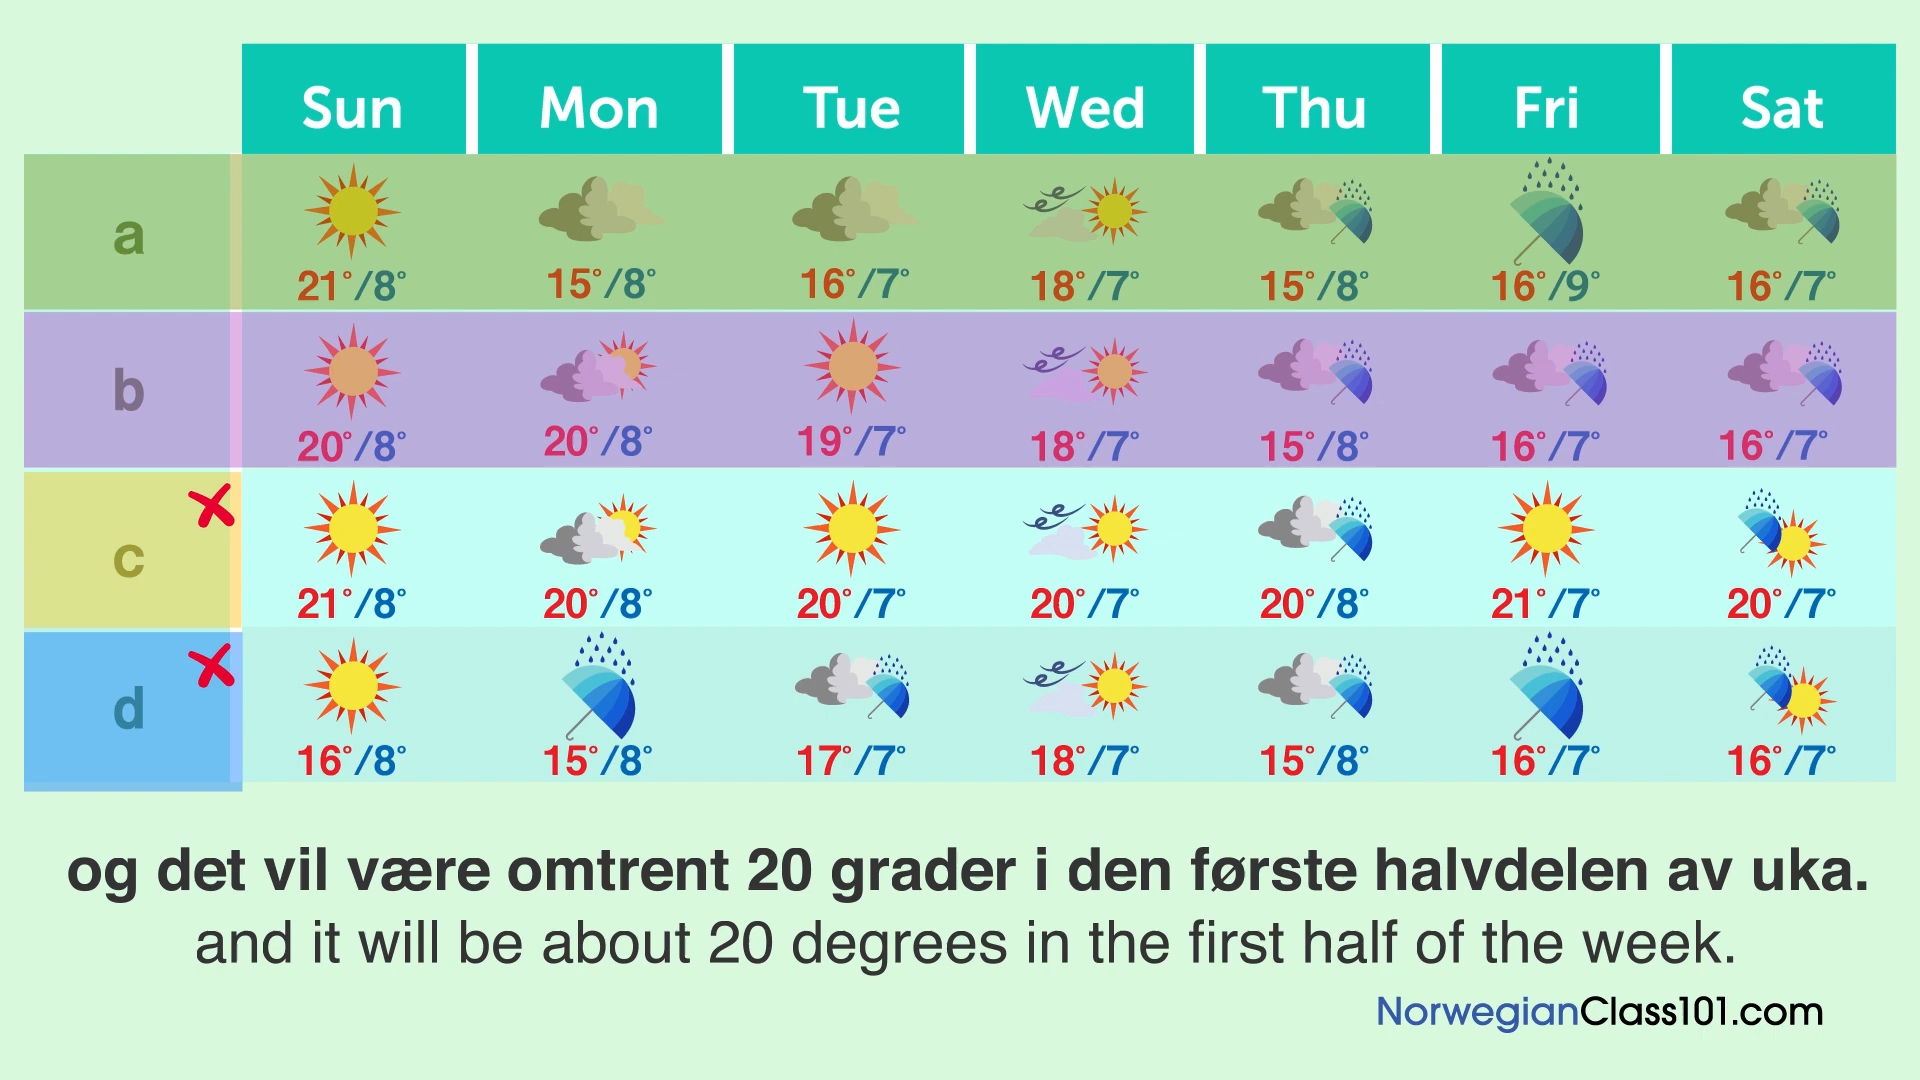 Sun Mon Tue Wed Thu Fri Sat
a
21°/8° 15°/8° 16°/7° 18°/7° 15°/8° 16°/9° 16°/7°
b
20°/8° 20°/8° 19°/7° 18°/7° 15°/8° 16°/7° 16°/7°
c
21°/8° 20°/8° 20°/7° 20°/7° 20°/8° 21°/7° 20°/7°
d
16°/8° 15°/8° 17°/7° 18°/7° 15°/8° 16°/7° 16°/7°
og det vil være omtrent 20 grader i den første halvdelen av uka.
and it will be about 20 degrees in the first half of the week.
NorwegianClass101.com